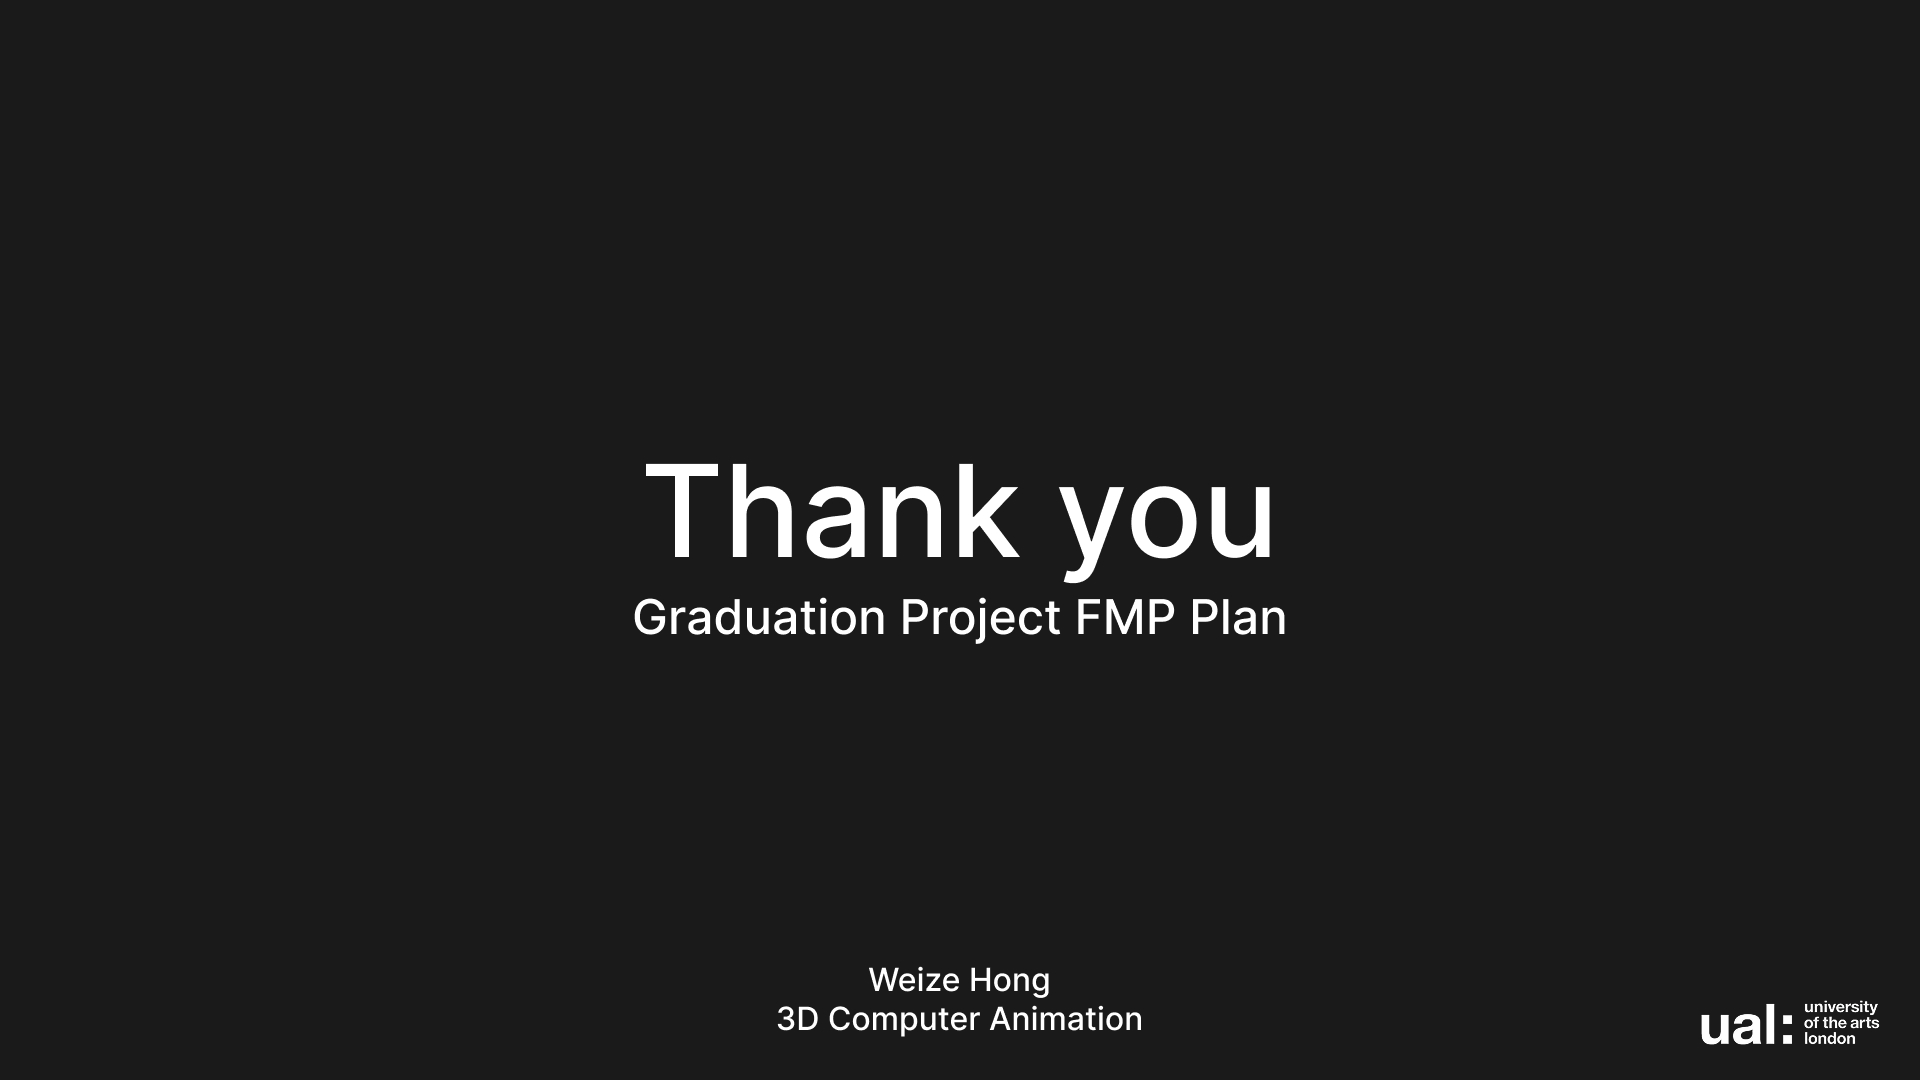 Thank you
Graduation Project FMP Plan
Weize Hong
3D Computer Animation
ual:
university
of the arts
london